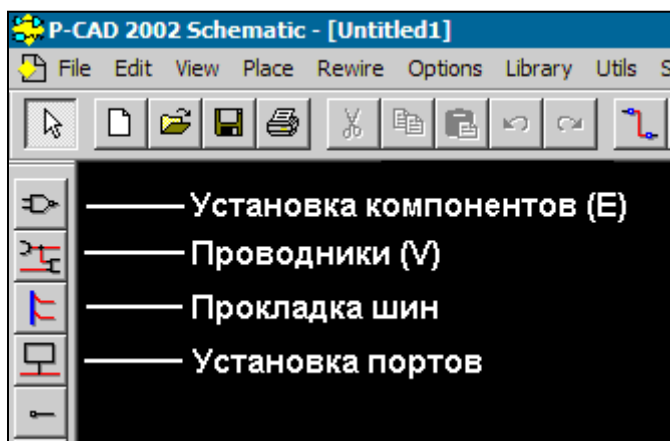 P-CAD 2002 Schematic - [Untitled1]
File Edit View Place Rewire Options Library Utils S
Установка компонентов (E)
Проводники (V)
Прокладка шин
Установка портов